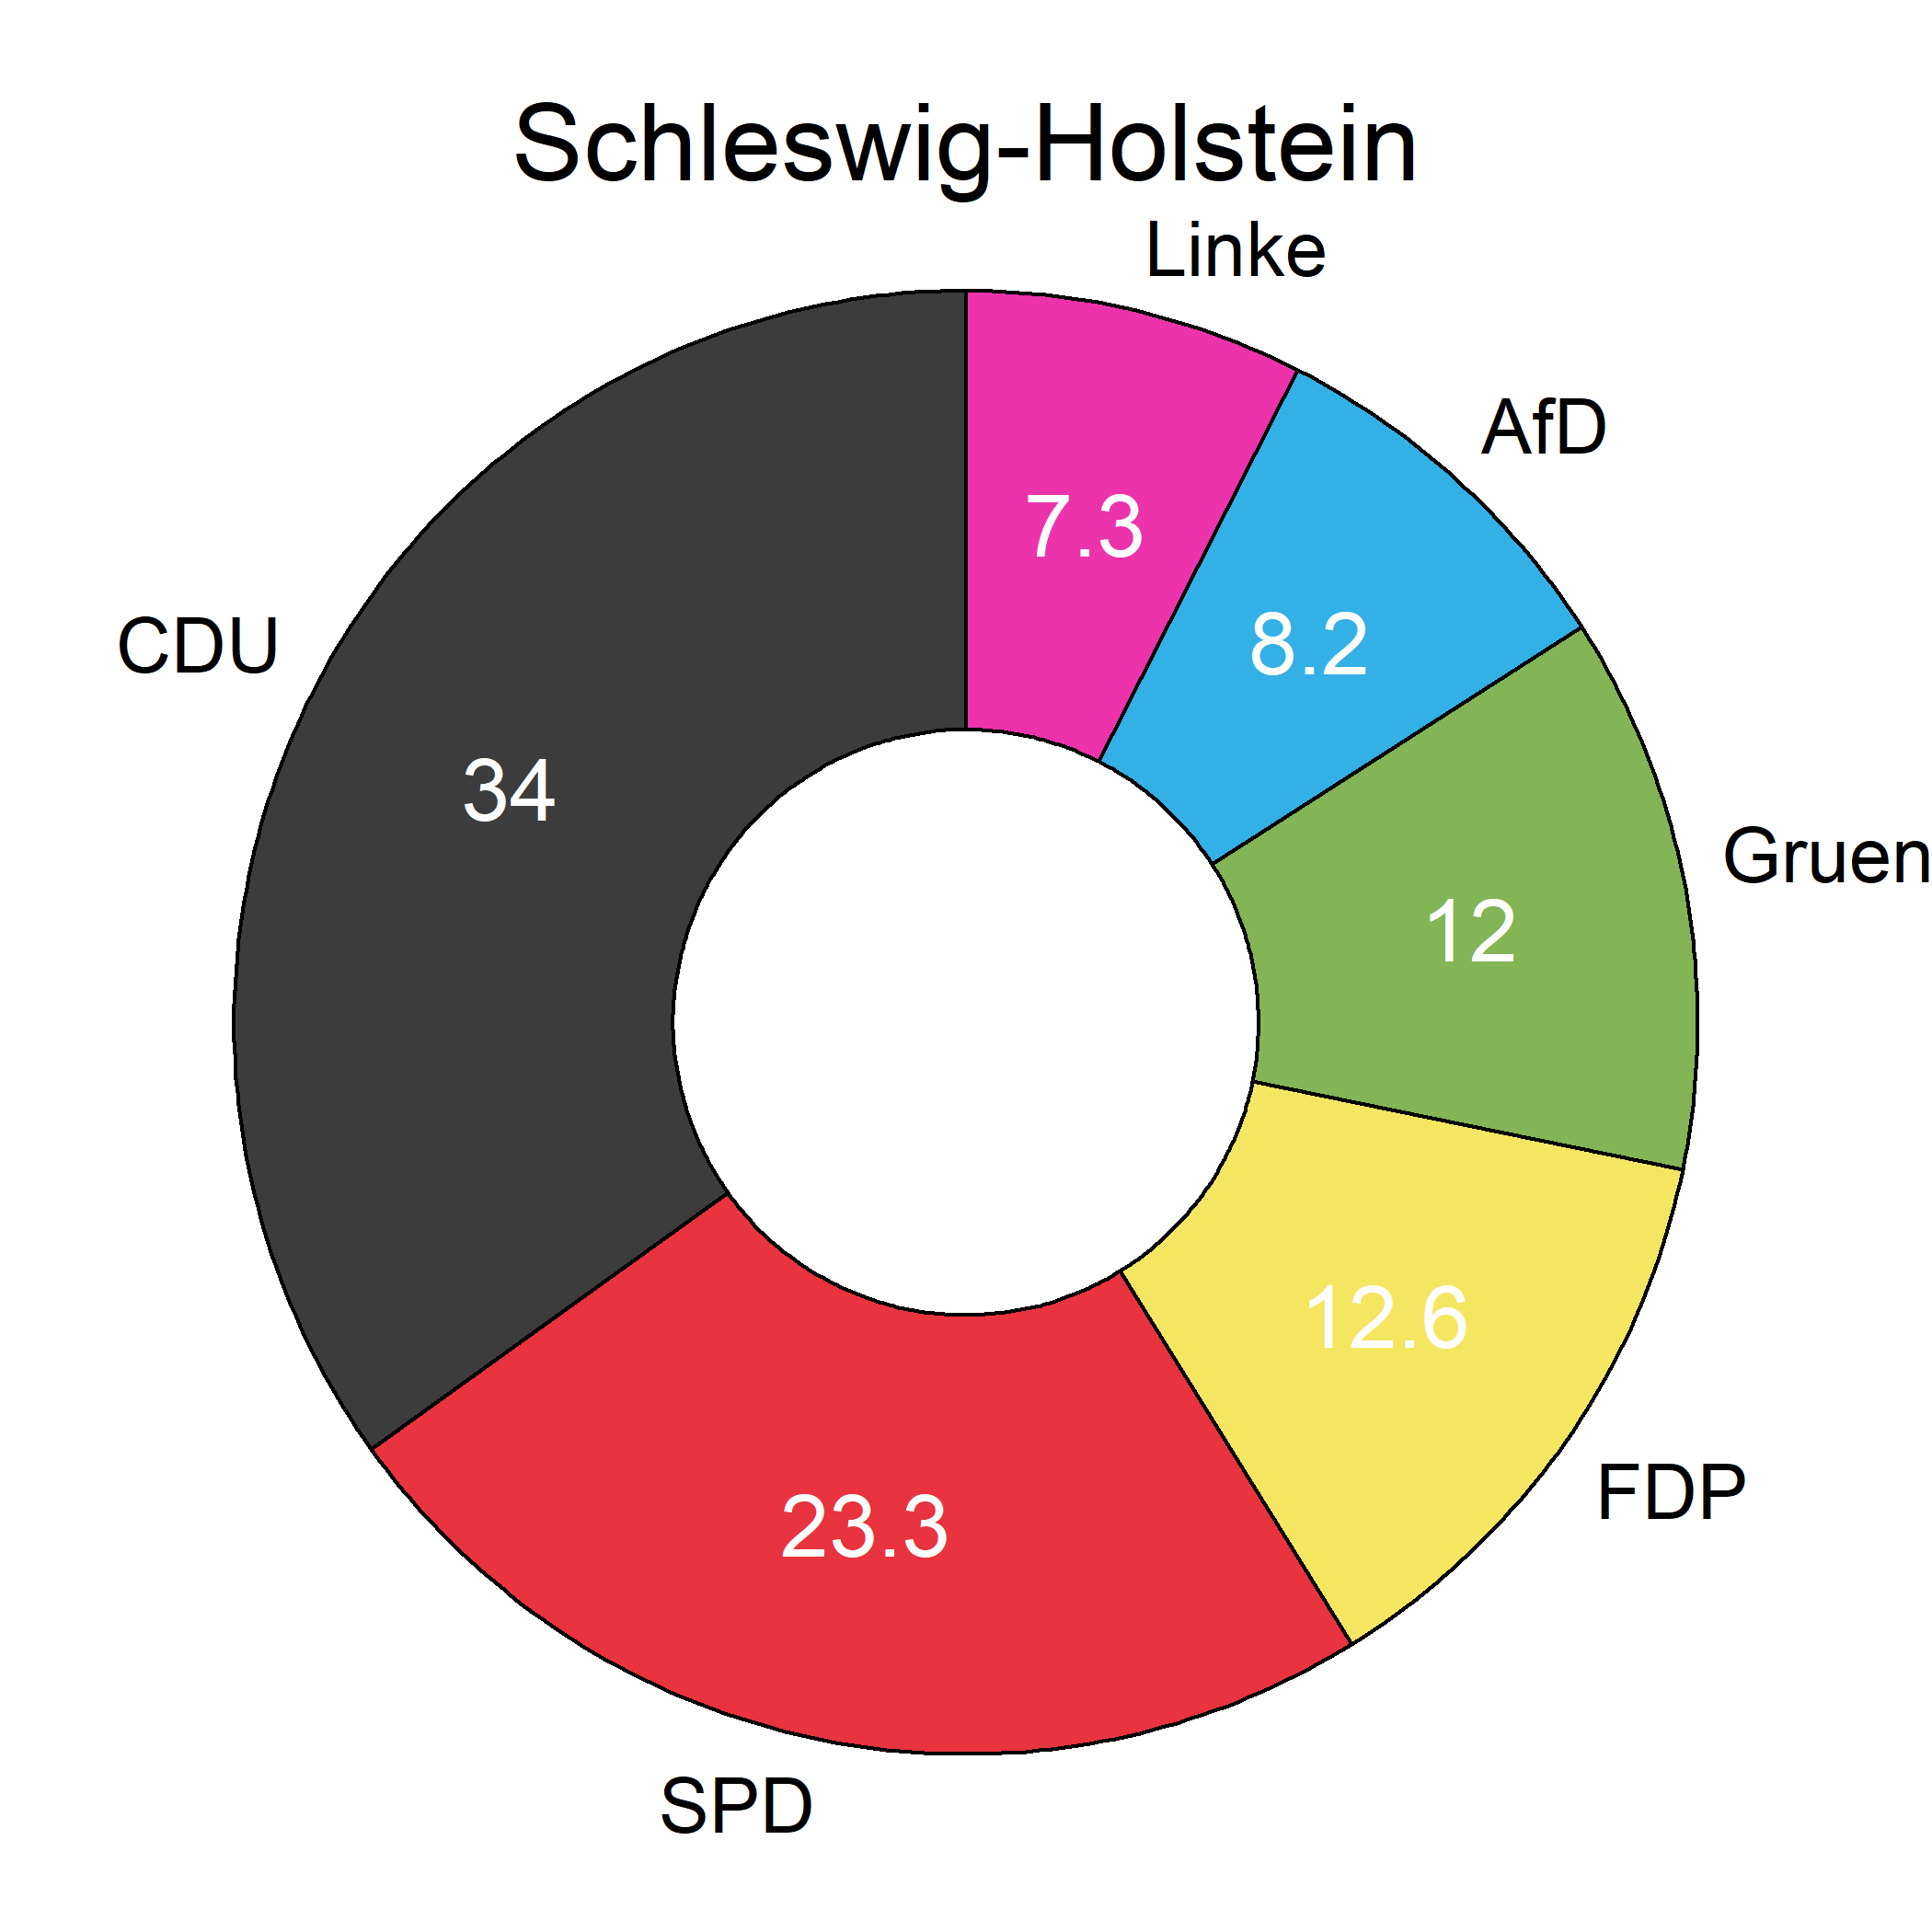 Schleswig-Holstein
Linke
AfD
7.3
8.2
CDU
34
Gruen
12
12.6
FDP
23.3
SPD